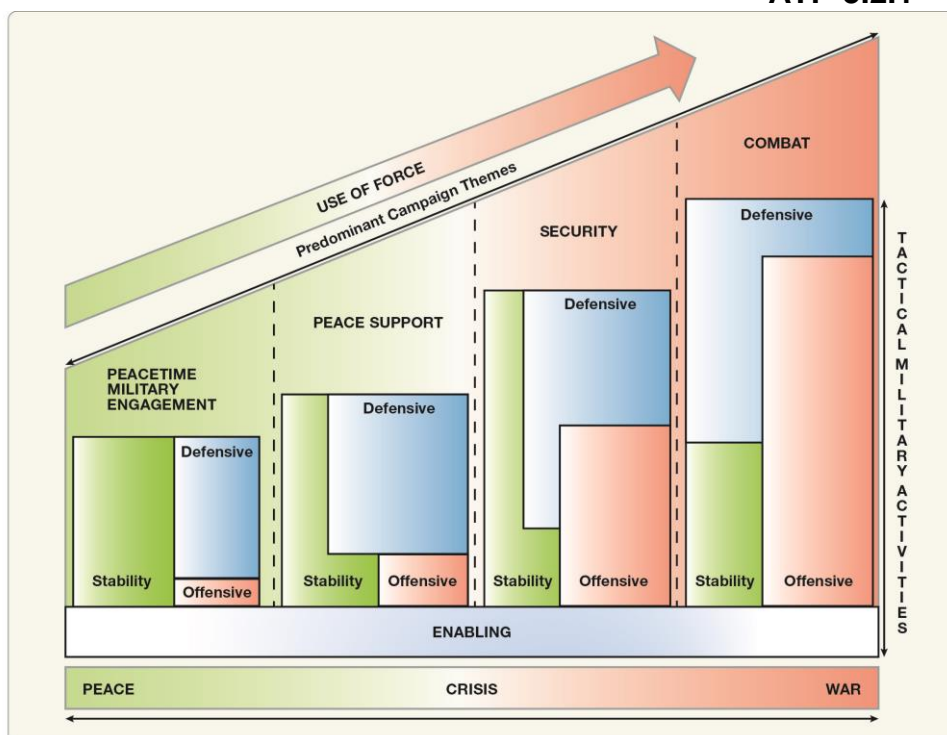 USE OF FORCE
Predominant Campaign Themes
COMBAT
Defensive
SECURITY
Defensive
PEACE SUPPORT
Defensive
PEACETIME
MILITARY
ENGAGEMENT
Defensive
Stability
Offensive
Stability
Offensive
Stability
Offensive
Stability
Offensive
TACTICAL MILITARY ACTIVITIES
ENABLING
PEACE
CRISIS
WAR